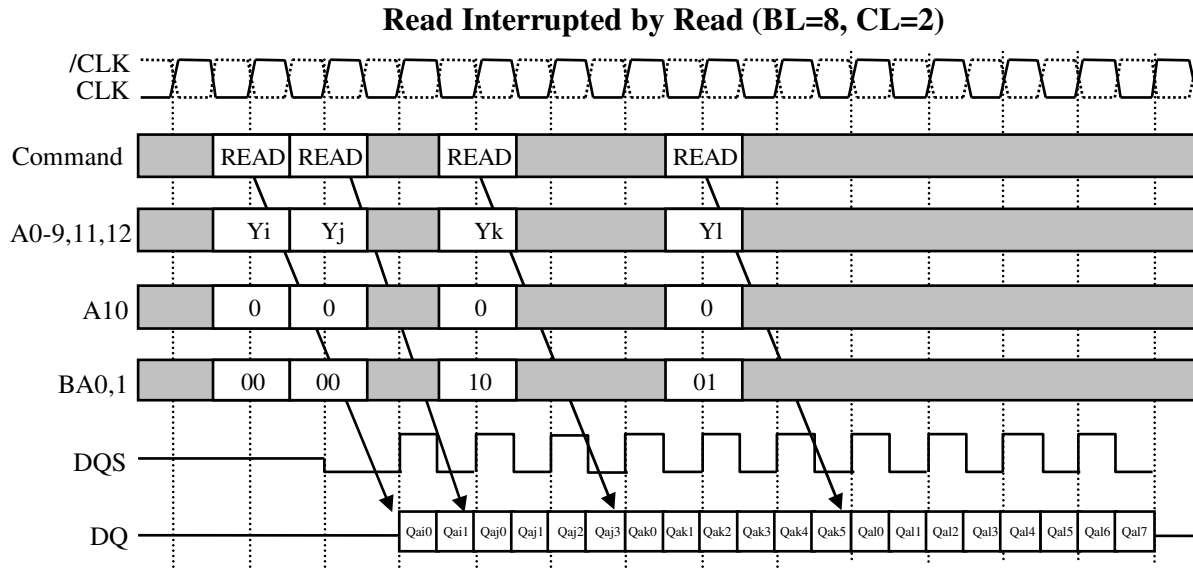 Read Interrupted by Read (BL=8, CL=2)
/CLK
CLK
Command READ READ READ READ
A0-9,11,12 Yi Yj Yk Yl
A10 0 0 0 0
BA0,1 00 00 10 01
DQS
DQ Qai0 Qai1 Qaj0 Qaj1 Qaj2 Qaj3 Qak0 Qak1 Qak2 Qak3 Qak4 Qak5 Qal0 Qal1 Qal2 Qal3 Qal4 Qal5 Qal6 Qal7